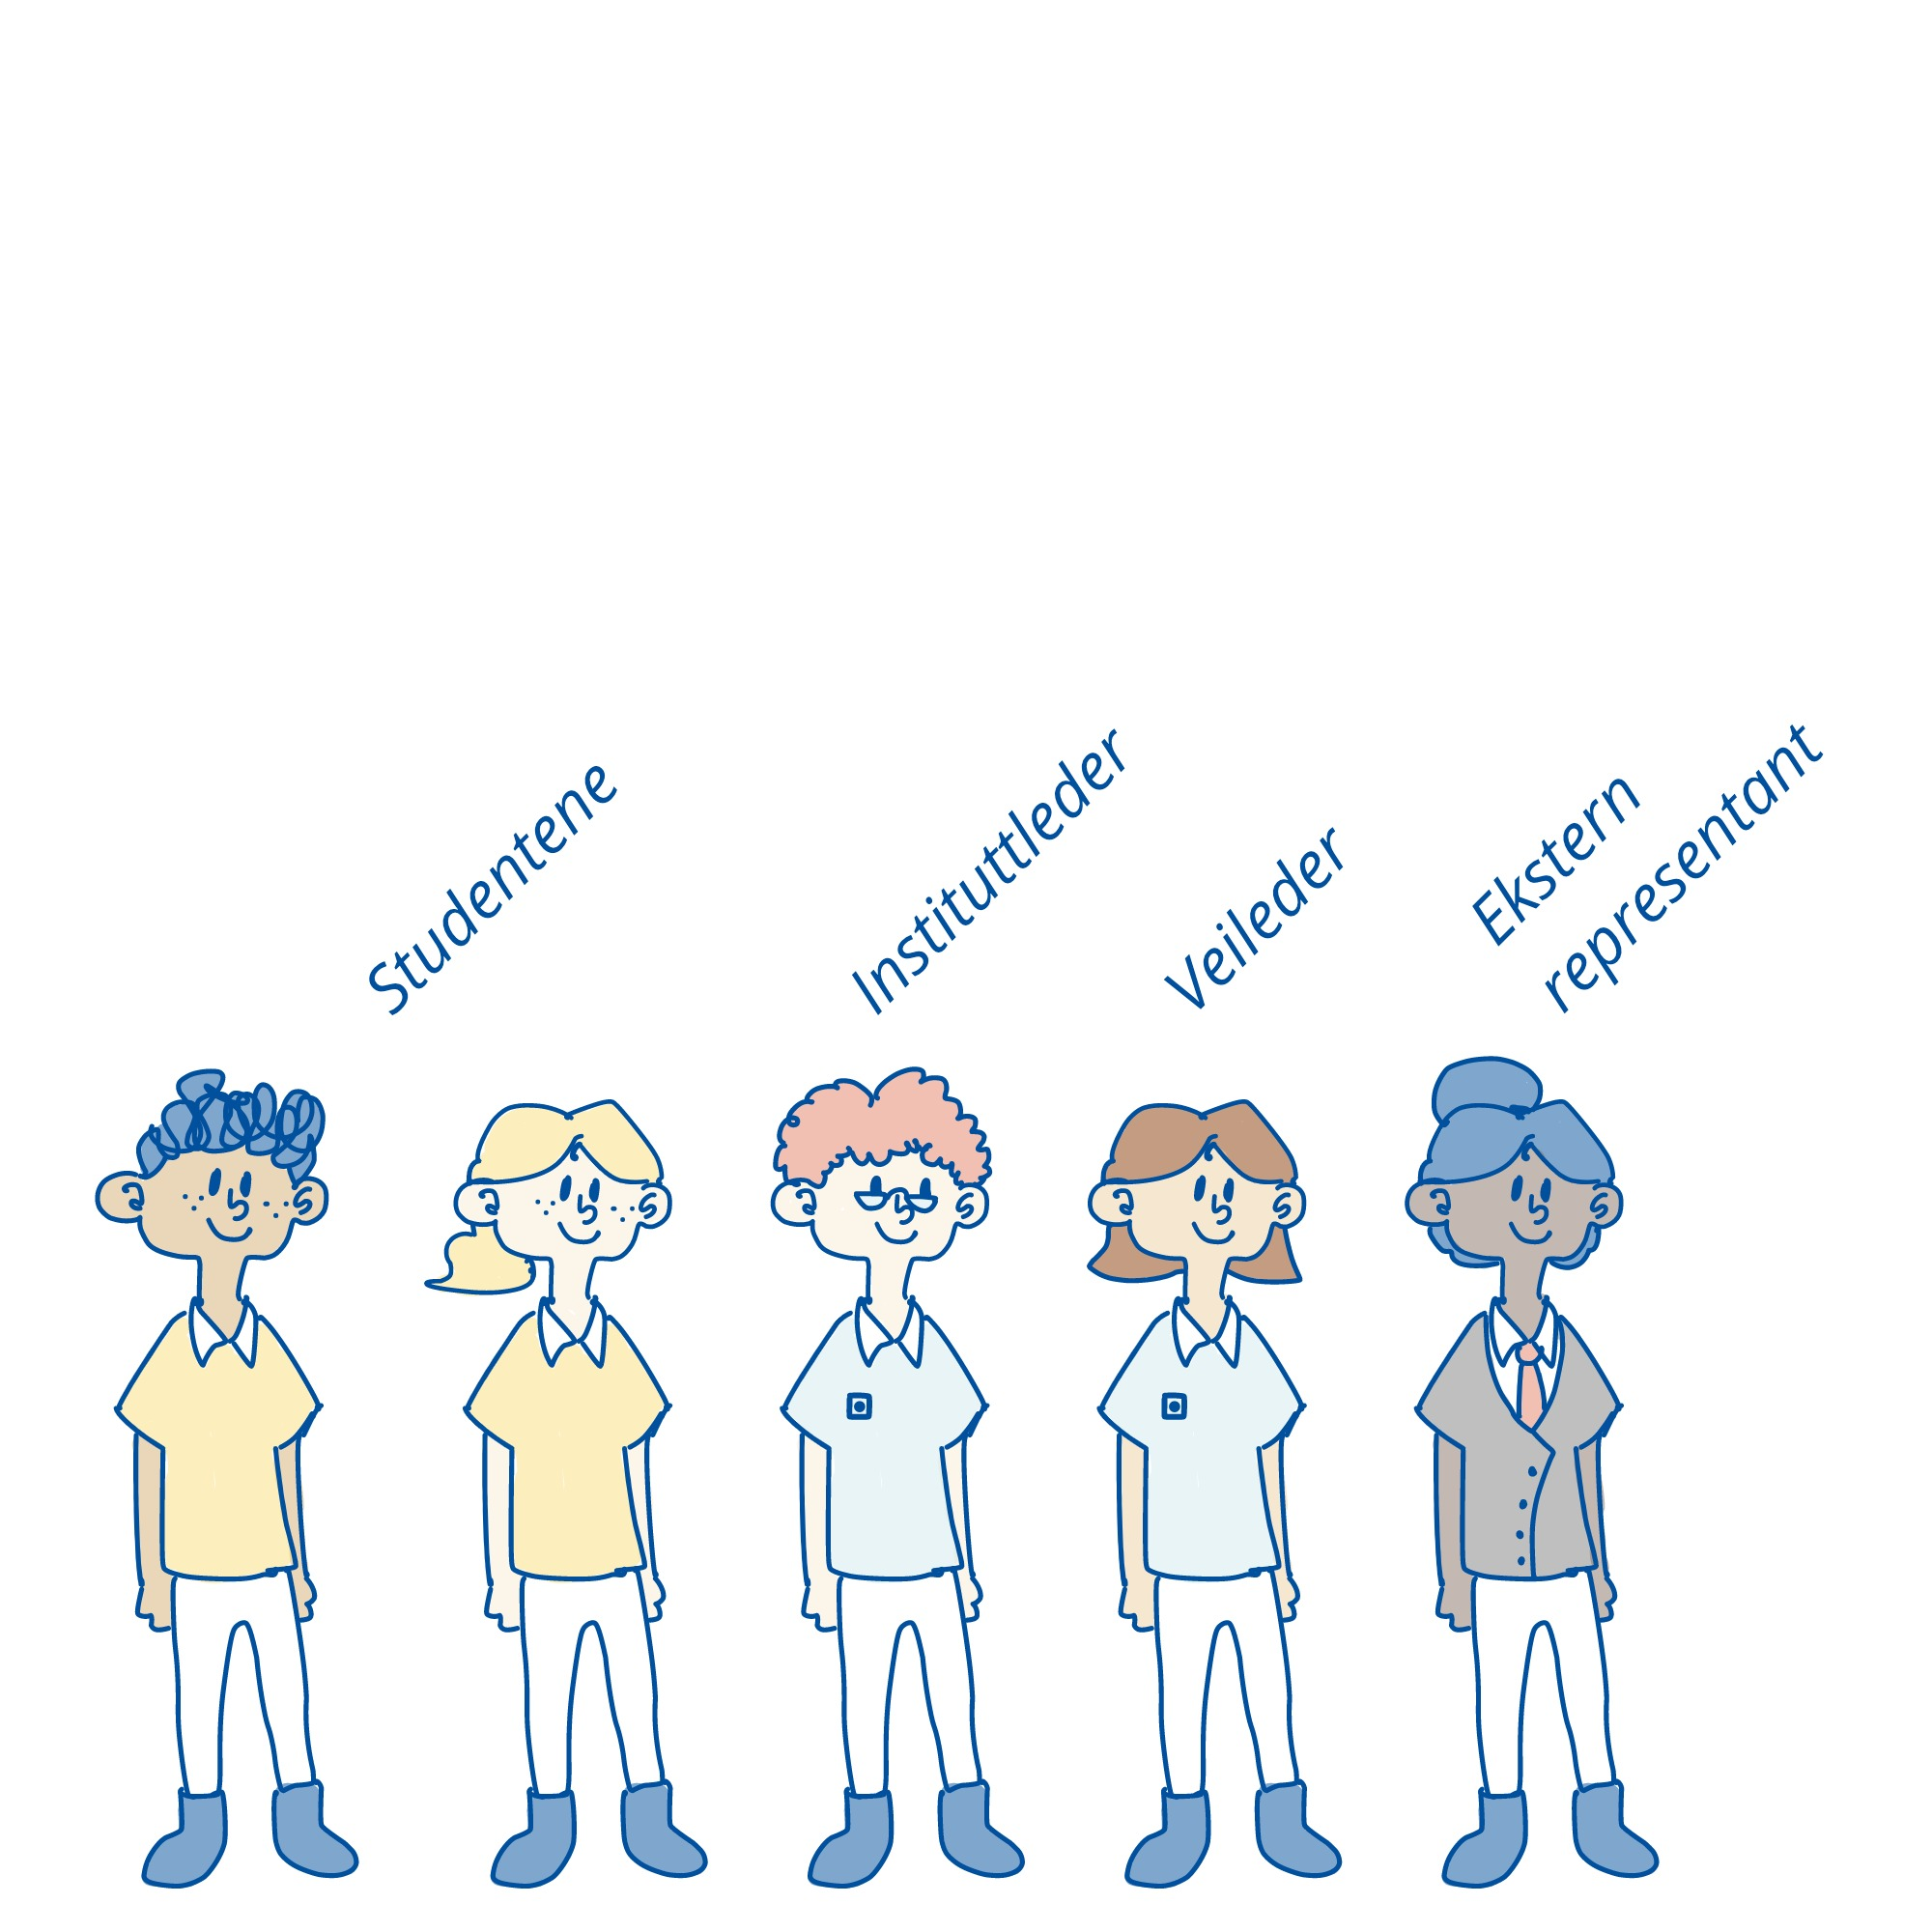 Studentene
Instituttleder
Veileder
Ekstern
representant